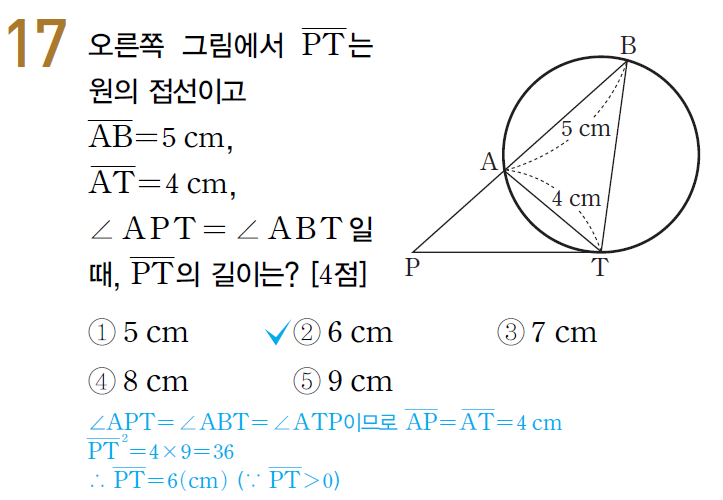 17 오른쪽 그림에서 PT는
원의 접선이고
AB=5 cm,
AT=4 cm,
∠APT=∠ABT일
때, PT의 길이는? [4점]
B
5 cm
A
4 cm
P
T
① 5 cm ② 6 cm ③ 7 cm
④ 8 cm ⑤ 9 cm
∠APT=∠ABT=∠ATP이므로 AP=AT=4 cm
PT²=4×9=36
∴ PT=6(cm) (∵ PT>0)